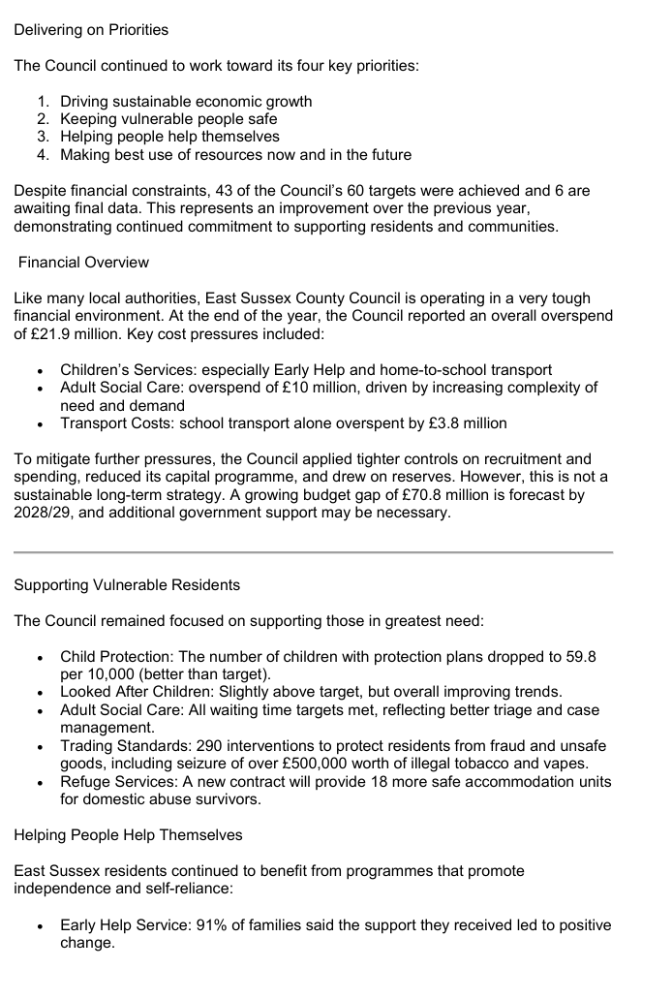 Delivering on Priorities
The Council continued to work toward its four key priorities:
1. Driving sustainable economic growth
2. Keeping vulnerable people safe
3. Helping people help themselves
4. Making best use of resources now and in the future
Despite financial constraints, 43 of the Council’s 60 targets were achieved and 6 are
awaiting final data. This represents an improvement over the previous year,
demonstrating continued commitment to supporting residents and communities.
Financial Overview
Like many local authorities, East Sussex County Council is operating in a very tough
financial environment. At the end of the year, the Council reported an overall overspend
of £21.9 million. Key cost pressures included:
• Children’s Services: especially Early Help and home-to-school transport
• Adult Social Care: overspend of £10 million, driven by increasing complexity of
need and demand
• Transport Costs: school transport alone overspent by £3.8 million
To mitigate further pressures, the Council applied tighter controls on recruitment and
spending, reduced its capital programme, and drew on reserves. However, this is not a
sustainable long-term strategy. A growing budget gap of £70.8 million is forecast by
2028/29, and additional government support may be necessary.
Supporting Vulnerable Residents
The Council remained focused on supporting those in greatest need:
• Child Protection: The number of children with protection plans dropped to 59.8
per 10,000 (better than target).
• Looked After Children: Slightly above target, but overall improving trends.
• Adult Social Care: All waiting time targets met, reflecting better triage and case
management.
• Trading Standards: 290 interventions to protect residents from fraud and unsafe
goods, including seizure of over £500,000 worth of illegal tobacco and vapes.
• Refuge Services: A new contract will provide 18 more safe accommodation units
for domestic abuse survivors.
Helping People Help Themselves
East Sussex residents continued to benefit from programmes that promote
independence and self-reliance:
• Early Help Service: 91% of families said the support they received led to positive
change.